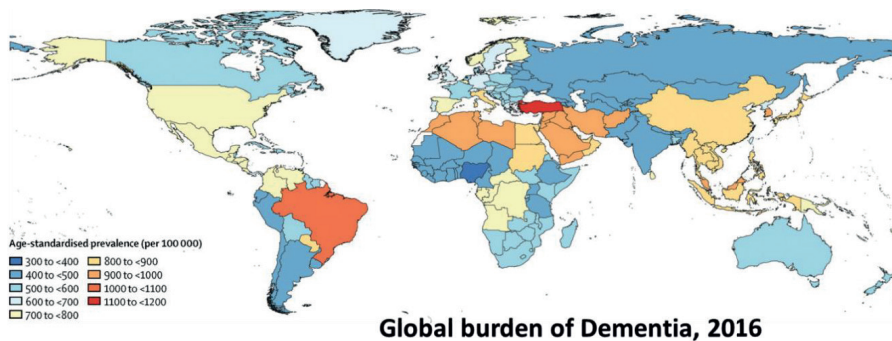 Age-standardised prevalence (per 100 000)
300 to <400
400 to <500
500 to <600
600 to <700
700 to <800
800 to <900
900 to <1000
1000 to <1100
1100 to <1200
Global burden of Dementia, 2016